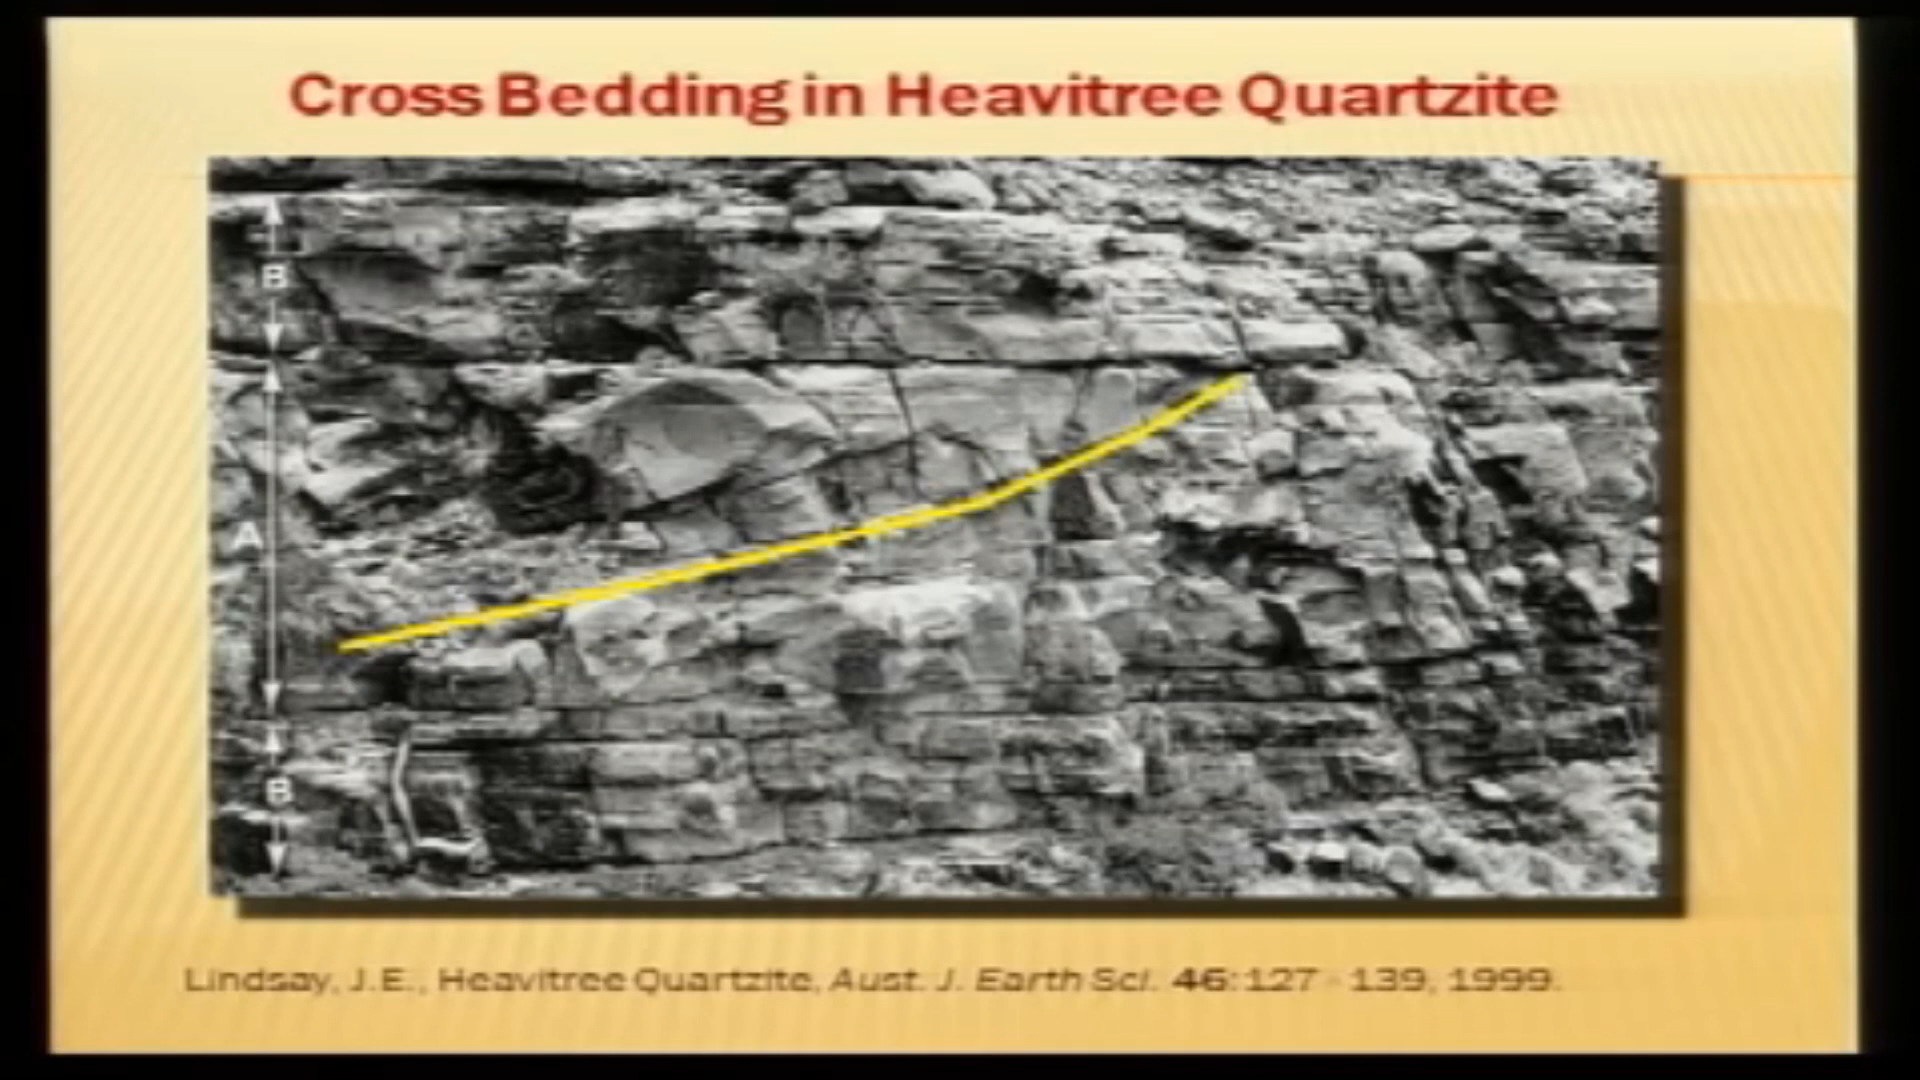 Cross Bedding in Heavitree Quartzite
B
A
B
Lindsay, J.E., Heavitree Quartzite, Aust. J. Earth Sci. 46:127 - 139, 1999.